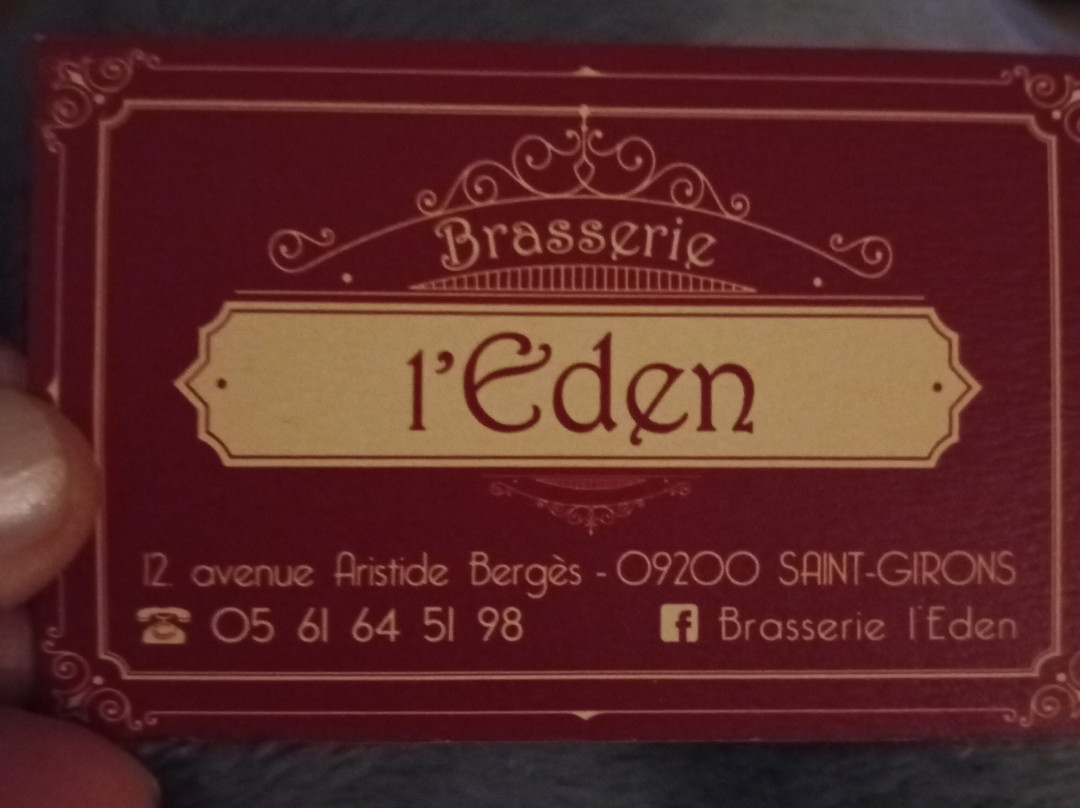 Brasserie
l'Eden
12 avenue Aristide Bergès - 09200 SAINT-GIRONS
05 61 64 51 98 Brasserie l'Eden